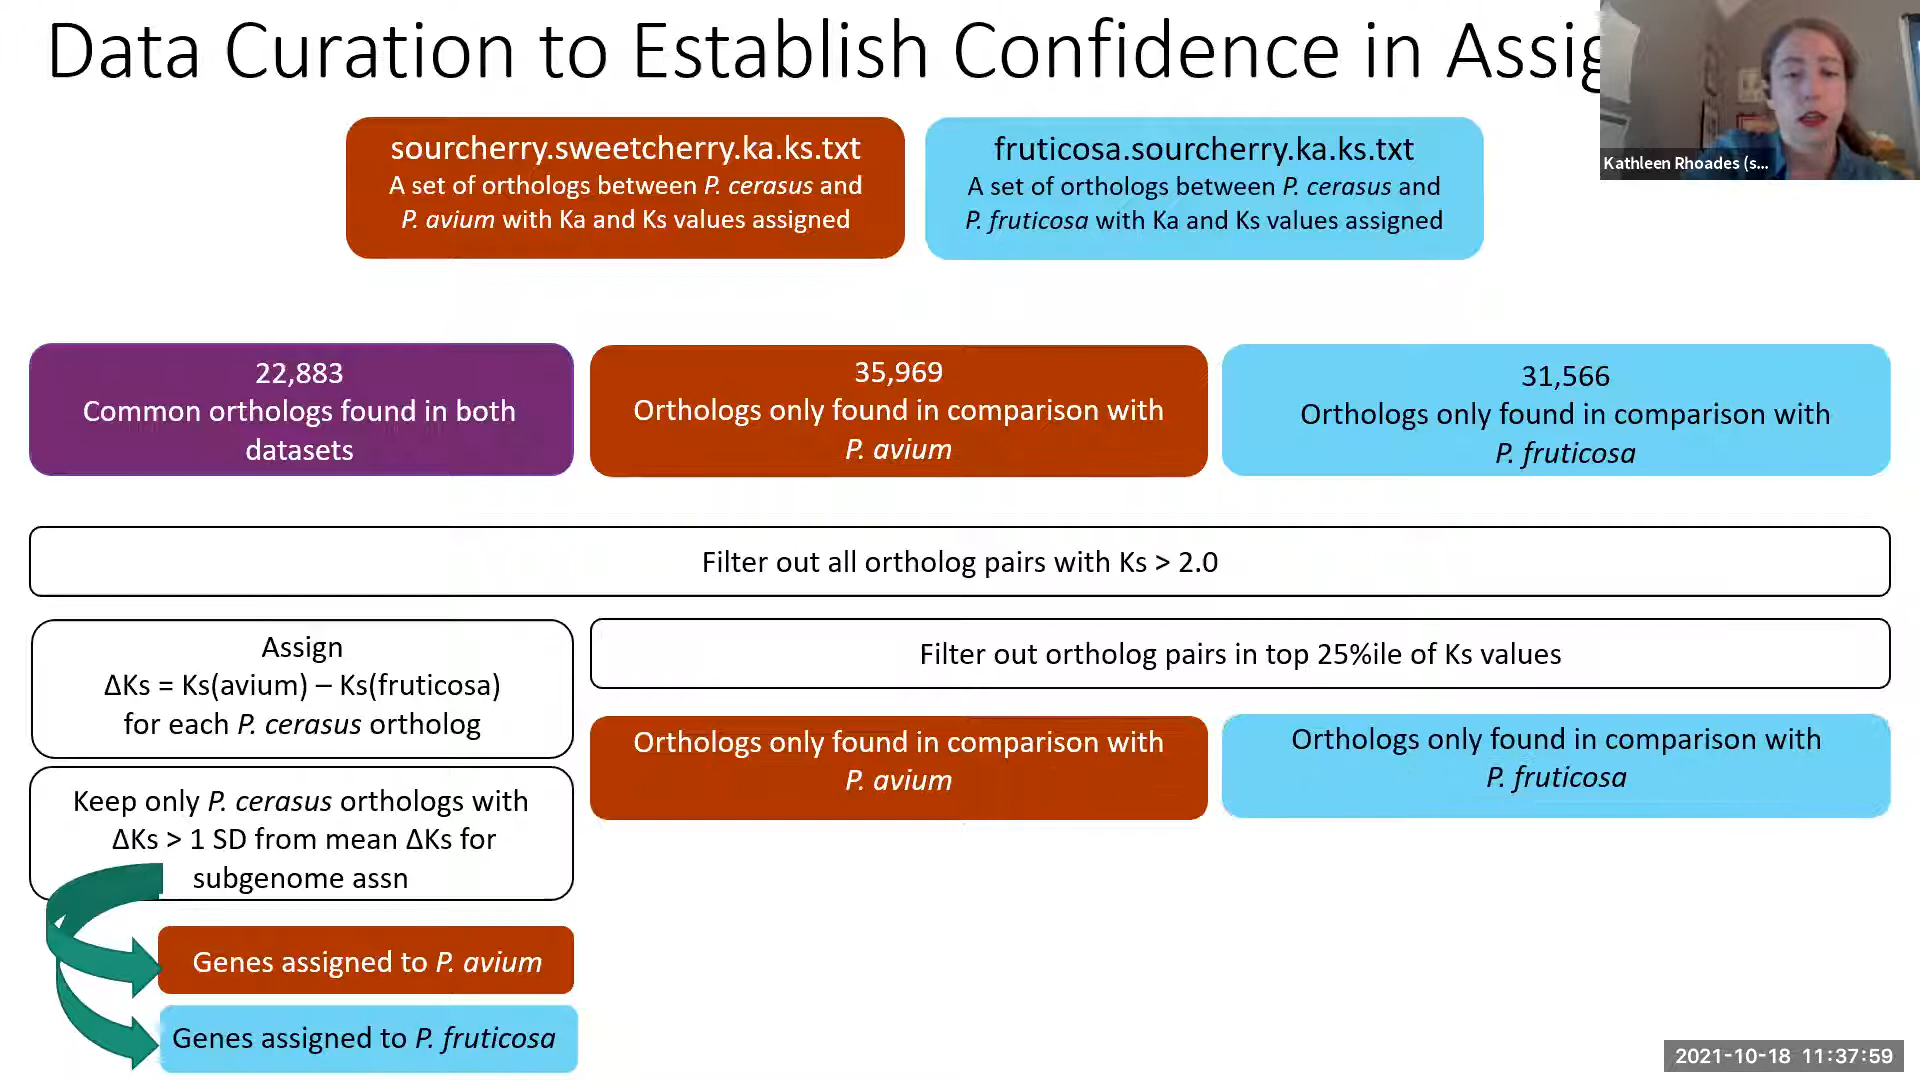 Data Curation to Establish Confidence in Assig
sourcherry.sweetcherry.ka.ks.txt
A set of orthologs between P. cerasus and
P. avium with Ka and Ks values assigned
fruticosa.sourcherry.ka.ks.txt
A set of orthologs between P. cerasus and
P. fruticosa with Ka and Ks values assigned
Kathleen Rhoades (s...
22,883
Common orthologs found in both
datasets
35,969
Orthologs only found in comparison with
P. avium
31,566
Orthologs only found in comparison with
P. fruticosa
Filter out all ortholog pairs with Ks > 2.0
Assign
ΔKs = Ks(avium) – Ks(fruticosa)
for each P. cerasus ortholog
Filter out ortholog pairs in top 25%ile of Ks values
Orthologs only found in comparison with
P. avium
Orthologs only found in comparison with
P. fruticosa
Keep only P. cerasus orthologs with
ΔKs > 1 SD from mean ΔKs for
subgenome assn
Genes assigned to P. avium
Genes assigned to P. fruticosa
2021-10-18 11:37:59